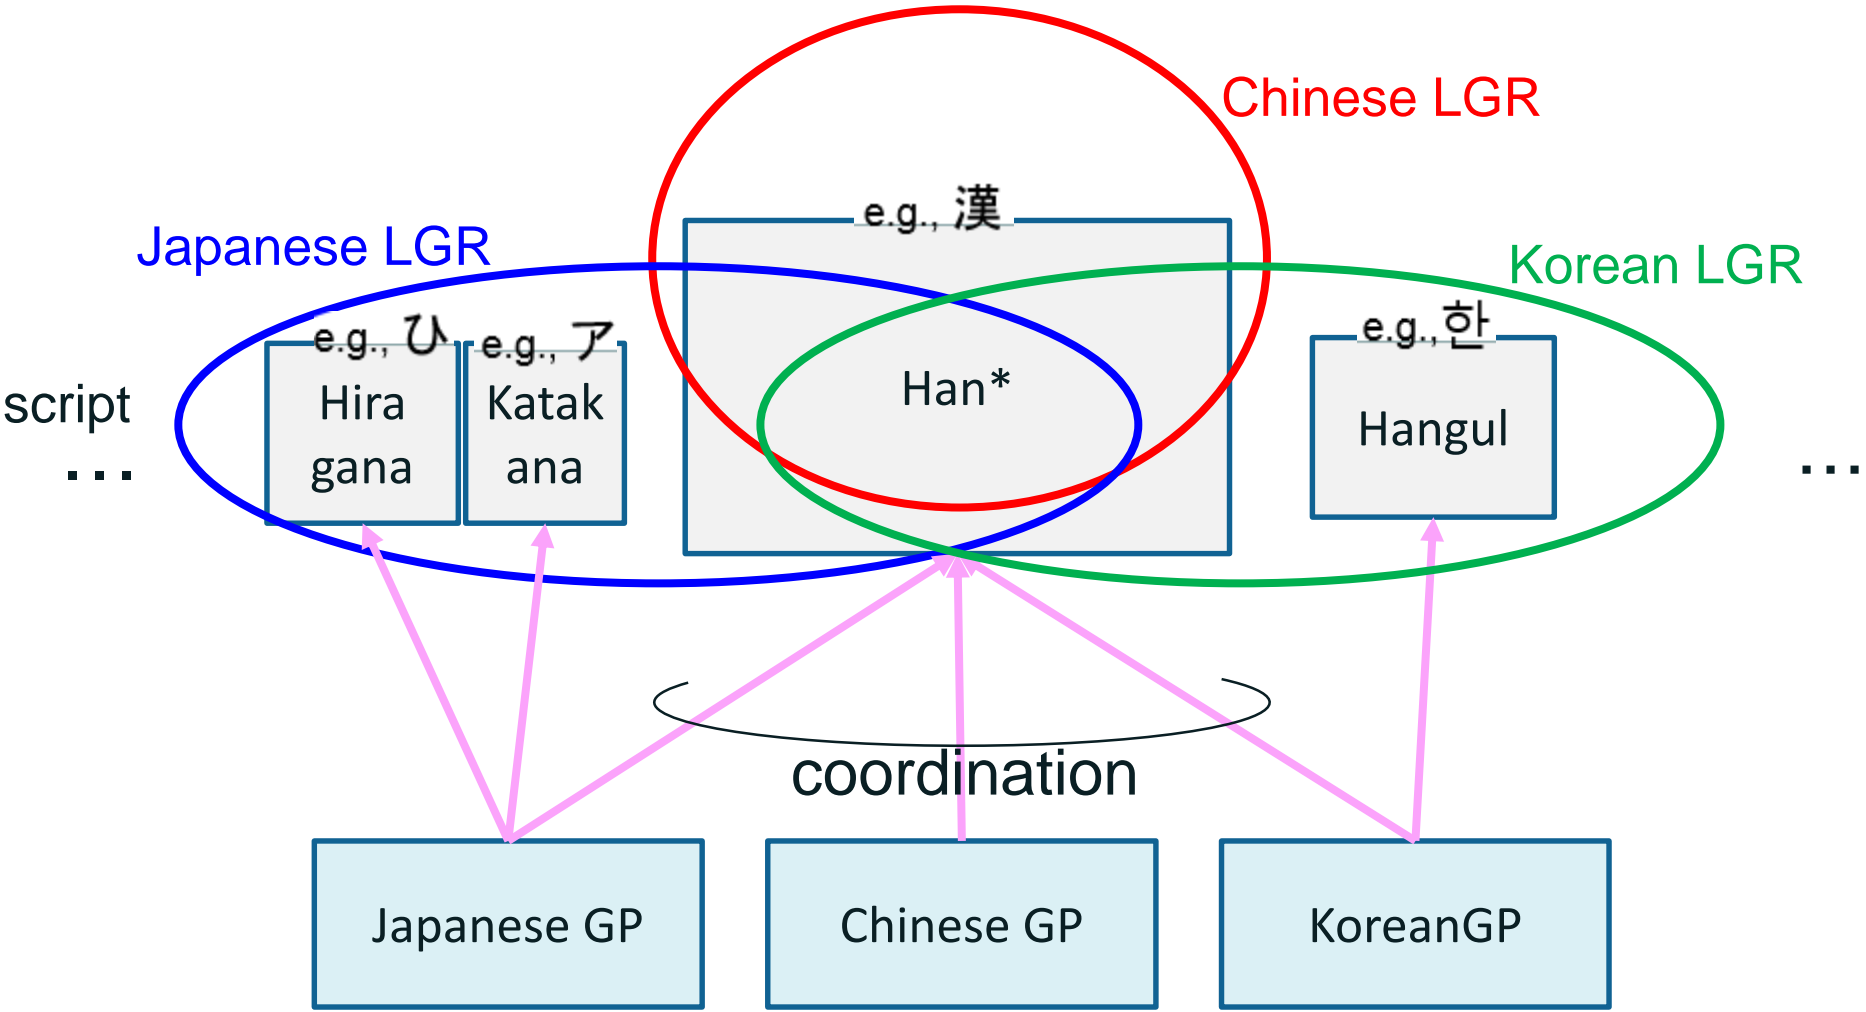 Chinese LGR
e.g., 漢
Japanese LGR
Korean LGR
e.g., ひ
e.g., ア
e.g., 한
script
...
Hira
gana
Katak
ana
Han*
Hangul
...
coordination
Japanese GP
Chinese GP
KoreanGP